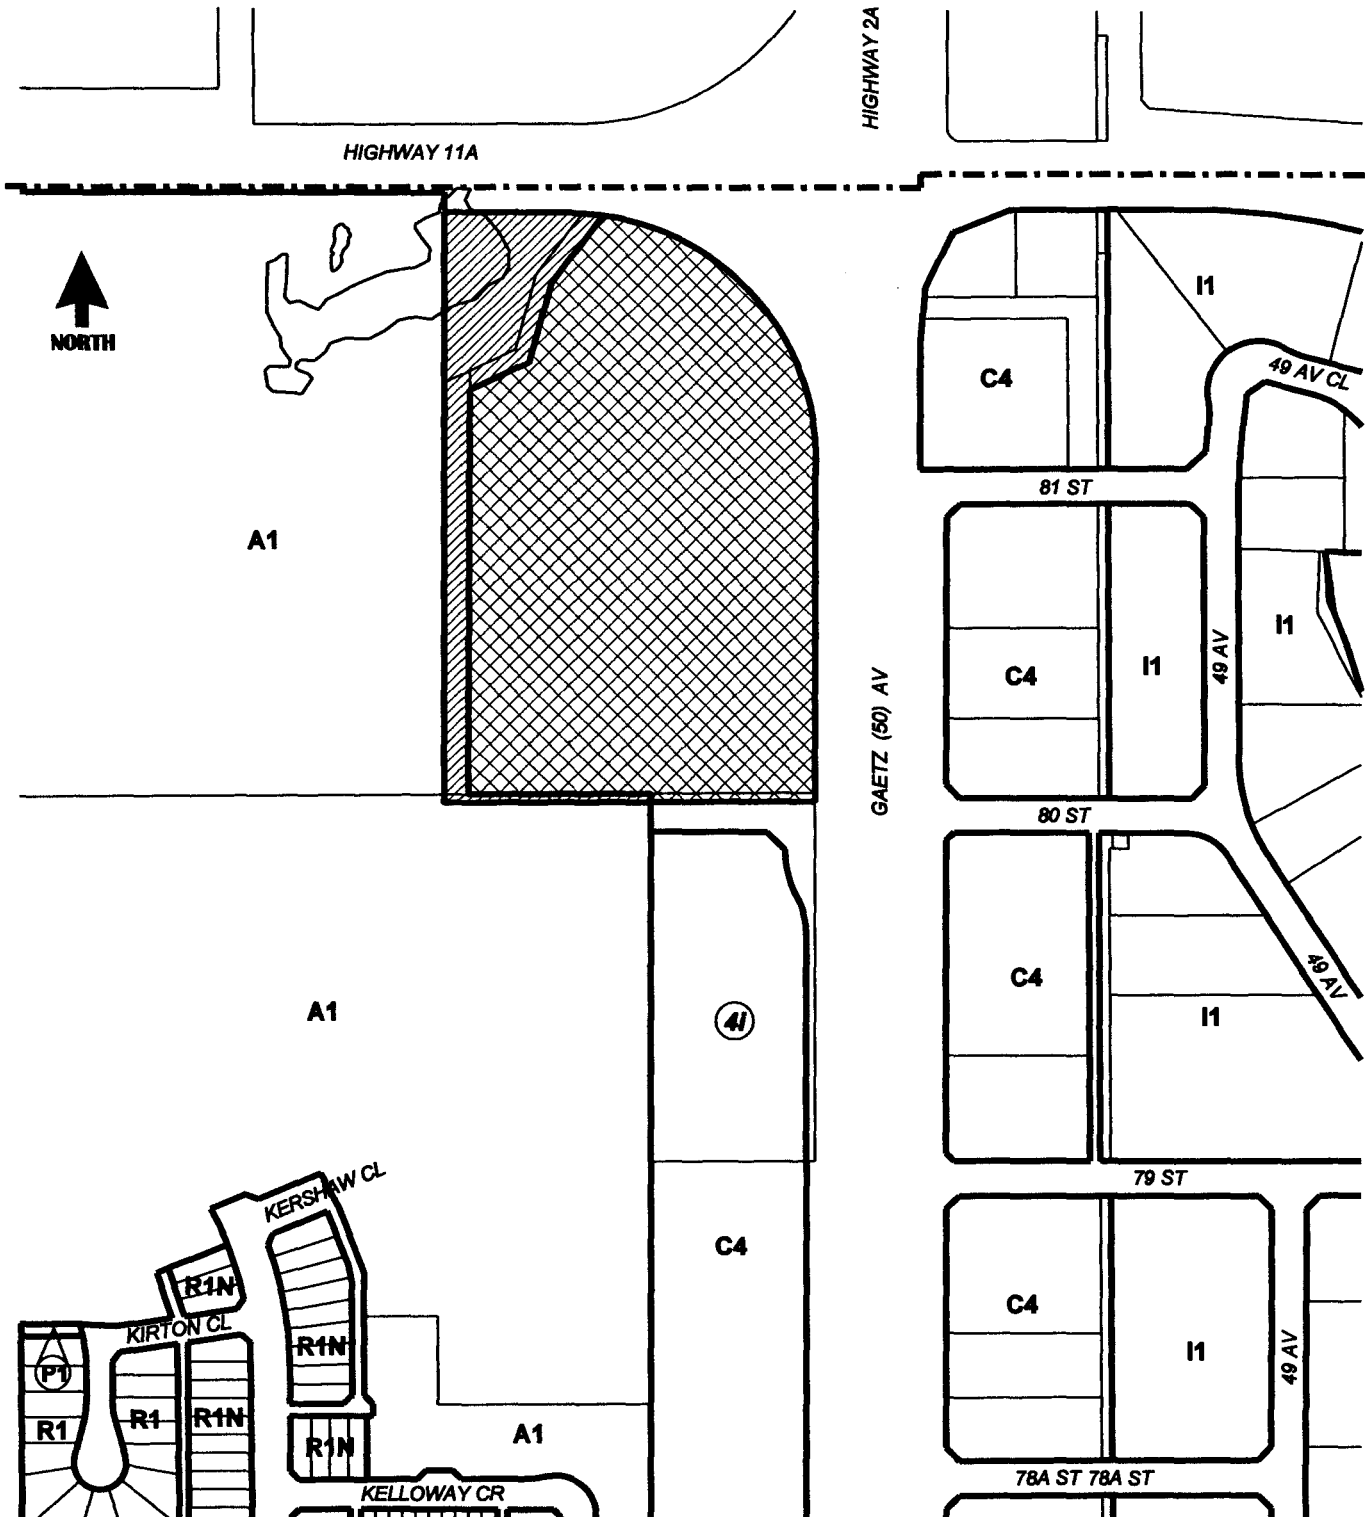 HIGHWAY 2A
HIGHWAY 11A
NORTH
I1
49 AV CL
C4
81 ST
A1
I1
C4
I1
49 AV
GAETZ (50) AV
80 ST
C4
49 AV
A1
4i
I1
79 ST
KERSHAW CL
C4
R1N
C4
KIRTON CL
R1N
I1
49 AV
P1
R1
R1
R1N
R1N
A1
78A ST 78A ST
KELLOWAY CR